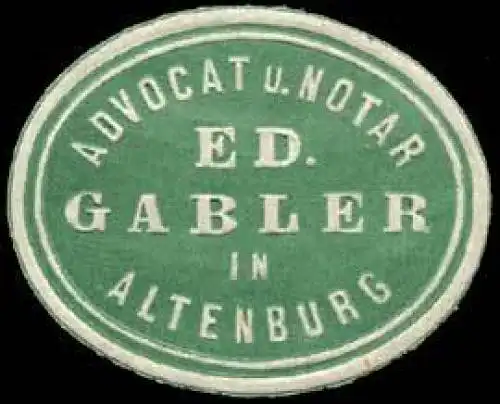 ADVOCAT U. NOTAR
ED.
GABLER
IN
ALTENBURG